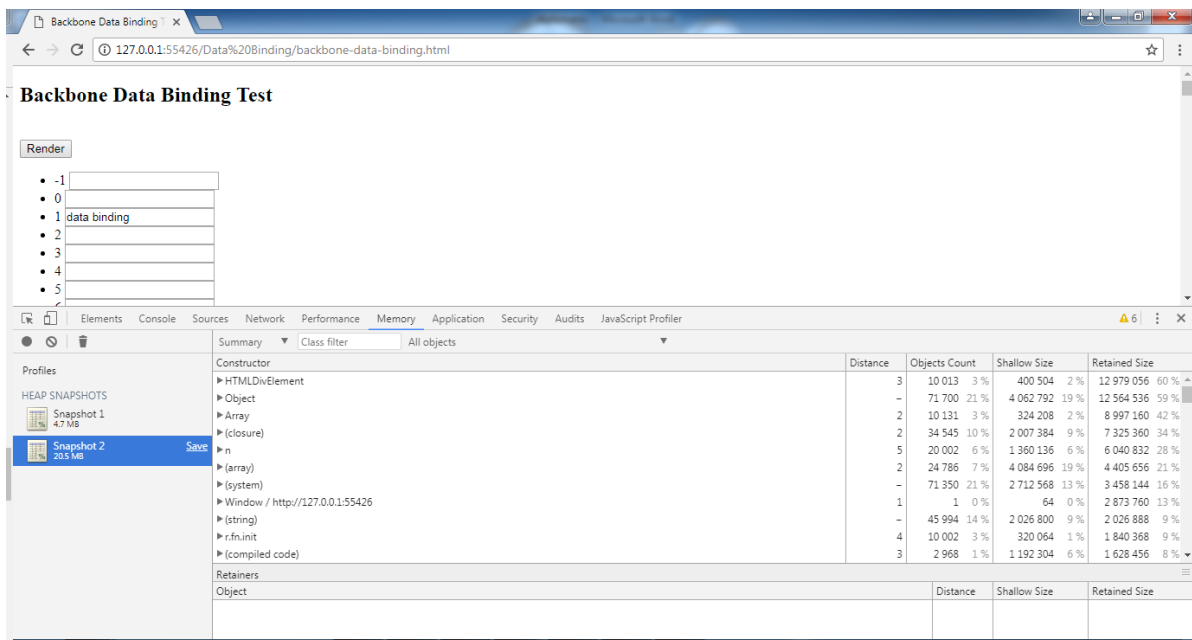 Backbone Data Binding T
127.0.0.1:55426/Data%20Binding/backbone-data-binding.html
Backbone Data Binding Test
Render
-1
0
1 data binding
2
3
4
5
6
Elements Console Sources Network Performance Memory Application Security Audits JavaScript Profiler 6
Summary Class filter All objects
Profiles
HEAP SNAPSHOTS
Snapshot 1
4.7 MB
Snapshot 2 Save
20.5 MB
Constructor Distance Objects Count Shallow Size Retained Size
HTMLDivElement 3 10 013 3 % 400 504 2 % 12 979 056 60 %
Object – 71 700 21 % 4 062 792 19 % 12 564 536 59 %
Array 2 10 131 3 % 324 208 2 % 8 997 160 42 %
(closure) 2 34 545 10 % 2 007 384 9 % 7 325 360 34 %
n 5 20 002 6 % 1 360 136 6 % 6 040 832 28 %
(array) 2 24 786 7 % 4 084 696 19 % 4 405 656 21 %
(system) – 71 350 21 % 2 712 568 13 % 3 458 144 16 %
Window / http://127.0.0.1:55426 1 1 0 % 64 0 % 2 873 760 13 %
(string) – 45 994 14 % 2 026 800 9 % 2 026 888 9 %
r.fn.init 4 10 002 3 % 320 064 1 % 1 840 368 9 %
(compiled code) 3 2 968 1 % 1 192 304 6 % 1 628 456 8 %
Retainers
Object Distance Shallow Size Retained Size